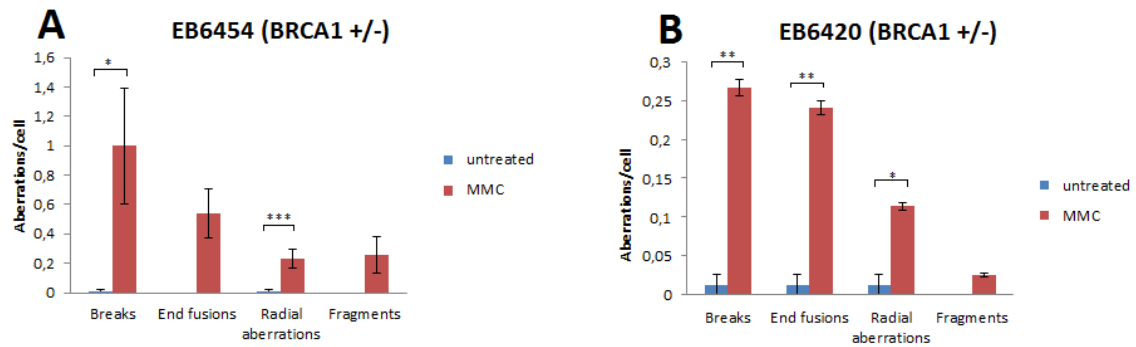 A
EB6454 (BRCA1 +/-)
Aberrations/cell
1,6
1,4
1,2
1
0,8
0,6
0,4
0,2
0
*
***
Breaks
End fusions
Radial
aberrations
Fragments
untreated
MMC
B
EB6420 (BRCA1 +/-)
Aberrations/cell
0,3
0,25
0,2
0,15
0,1
0,05
0
**
**
*
Breaks
End fusions
Radial
aberrations
Fragments
untreated
MMC